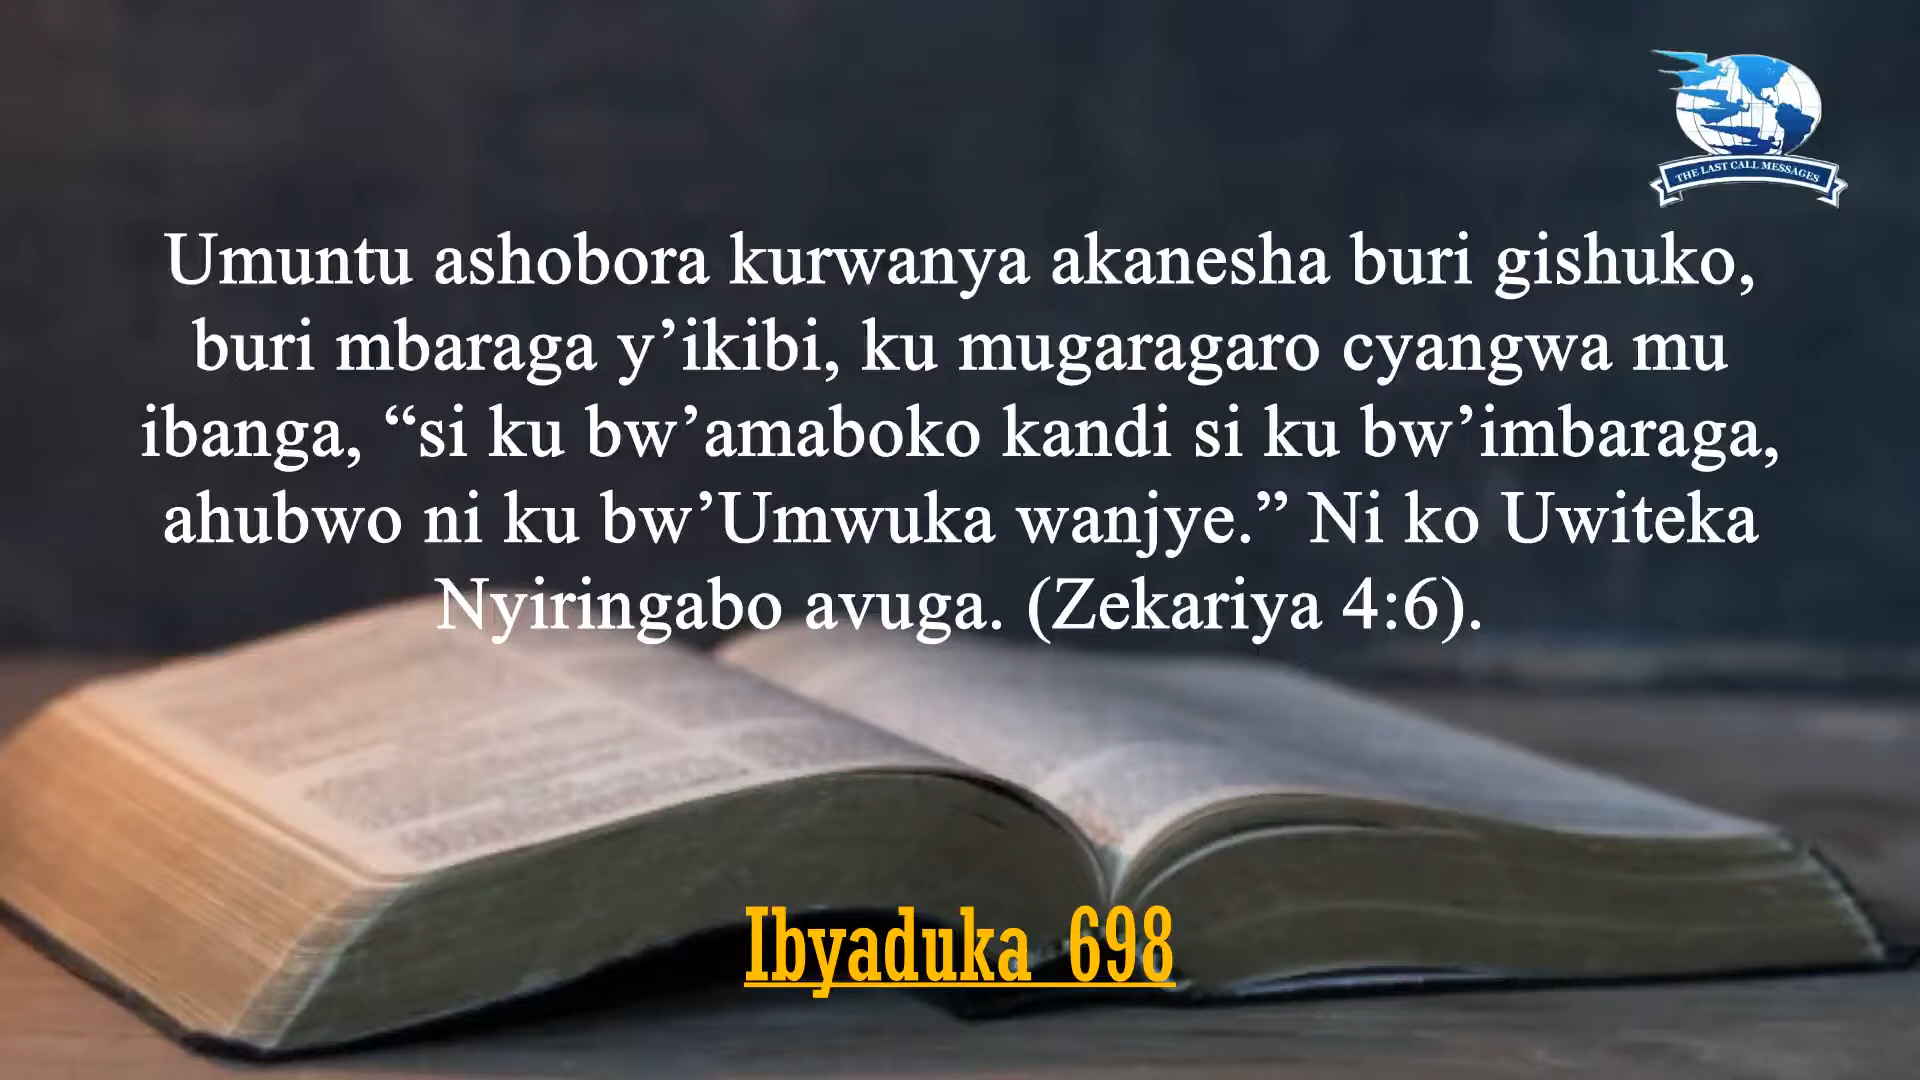 THE LAST CALL MESSAGES
Umuntu ashobora kurwanya akanesha buri gishuko,
buri mbaraga y’ikibi, ku mugaragaro cyangwa mu
ibanga, “si ku bw’amaboko kandi si ku bw’imbaraga,
ahubwo ni ku bw’Umwuka wanjye.” Ni ko Uwiteka
Nyiringabo avuga. (Zekariya 4:6).
Ibyaduka 698